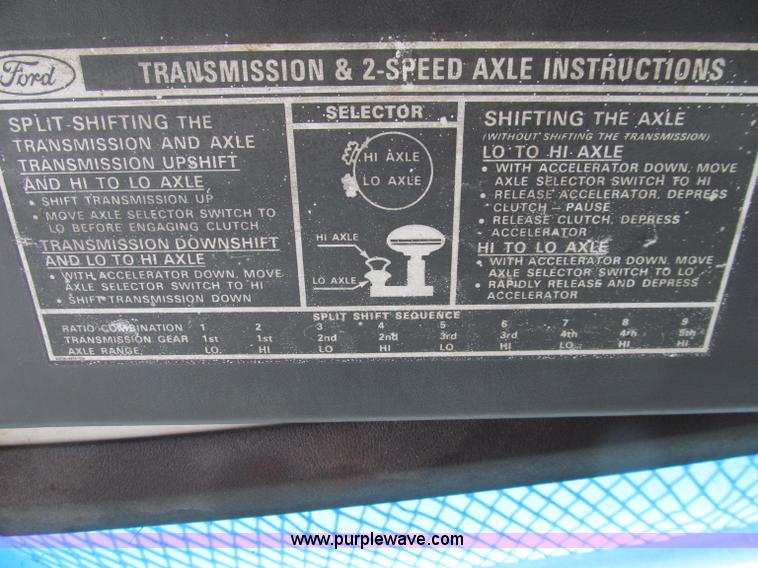 Ford
TRANSMISSION & 2-SPEED AXLE INSTRUCTIONS
SPLIT SHIFTING THE
TRANSMISSION AND AXLE
TRANSMISSION UPSHIFT
AND HI TO LO AXLE
• SHIFT TRANSMISSION UP
• MOVE AXLE SELECTOR SWITCH TO
LO BEFORE ENGAGING CLUTCH
TRANSMISSION DOWNSHIFT
AND LO TO HI AXLE
• WITH ACCELERATOR DOWN, MOVE
AXLE SELECTOR SWITCH TO HI
• SHIFT TRANSMISSION DOWN
SELECTOR
HI AXLE
LO AXLE
HI AXLE
LO AXLE
SHIFTING THE AXLE
(WITHOUT SHIFTING THE TRANSMISSION)
LO TO HI AXLE
• WITH ACCELERATOR DOWN, MOVE
AXLE SELECTOR SWITCH TO HI
• RELEASE ACCELERATOR, DEPRESS
CLUTCH - PAUSE
• RELEASE CLUTCH, DEPRESS
ACCELERATOR
HI TO LO AXLE
• WITH ACCELERATOR DOWN, MOVE
AXLE SELECTOR SWITCH TO LO
• RAPIDLY RELEASE AND DEPRESS
ACCELERATOR
SPLIT SHIFT SEQUENCE
RATIO COMBINATION 1 2 3 4 5 6 7 8 9
TRANSMISSION GEAR 1st 1st 2nd 2nd 3rd 3rd 4th 4th 5th
AXLE RANGE LO HI LO HI LO HI LO HI HI
www.purplewave.com